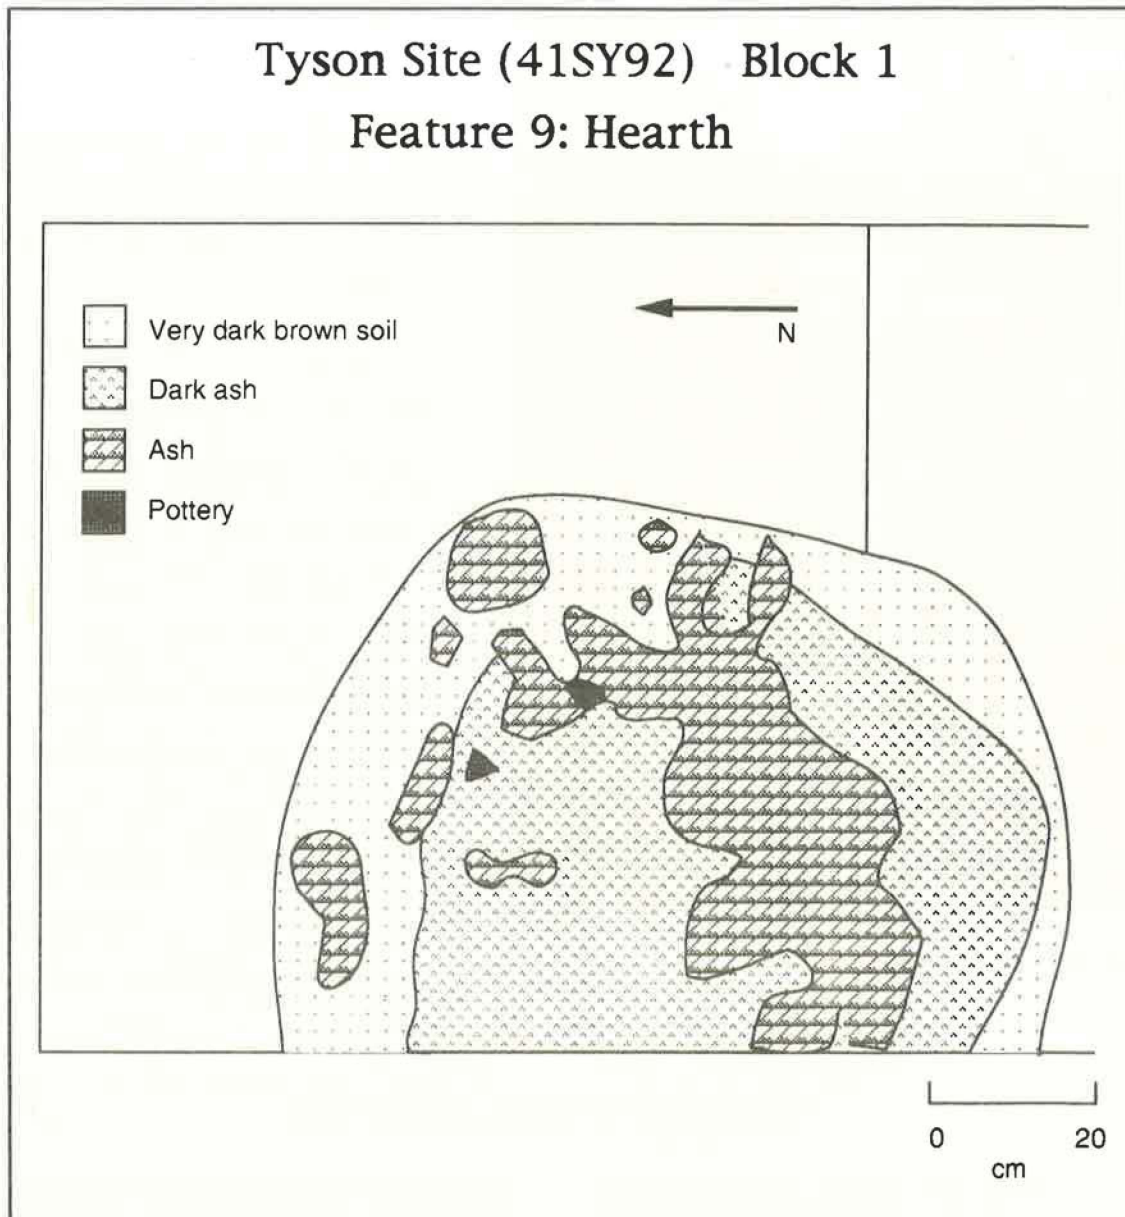 Tyson Site (41SY92) Block 1
Feature 9: Hearth
N
Very dark brown soil
Dark ash
Ash
Pottery
0 20
cm